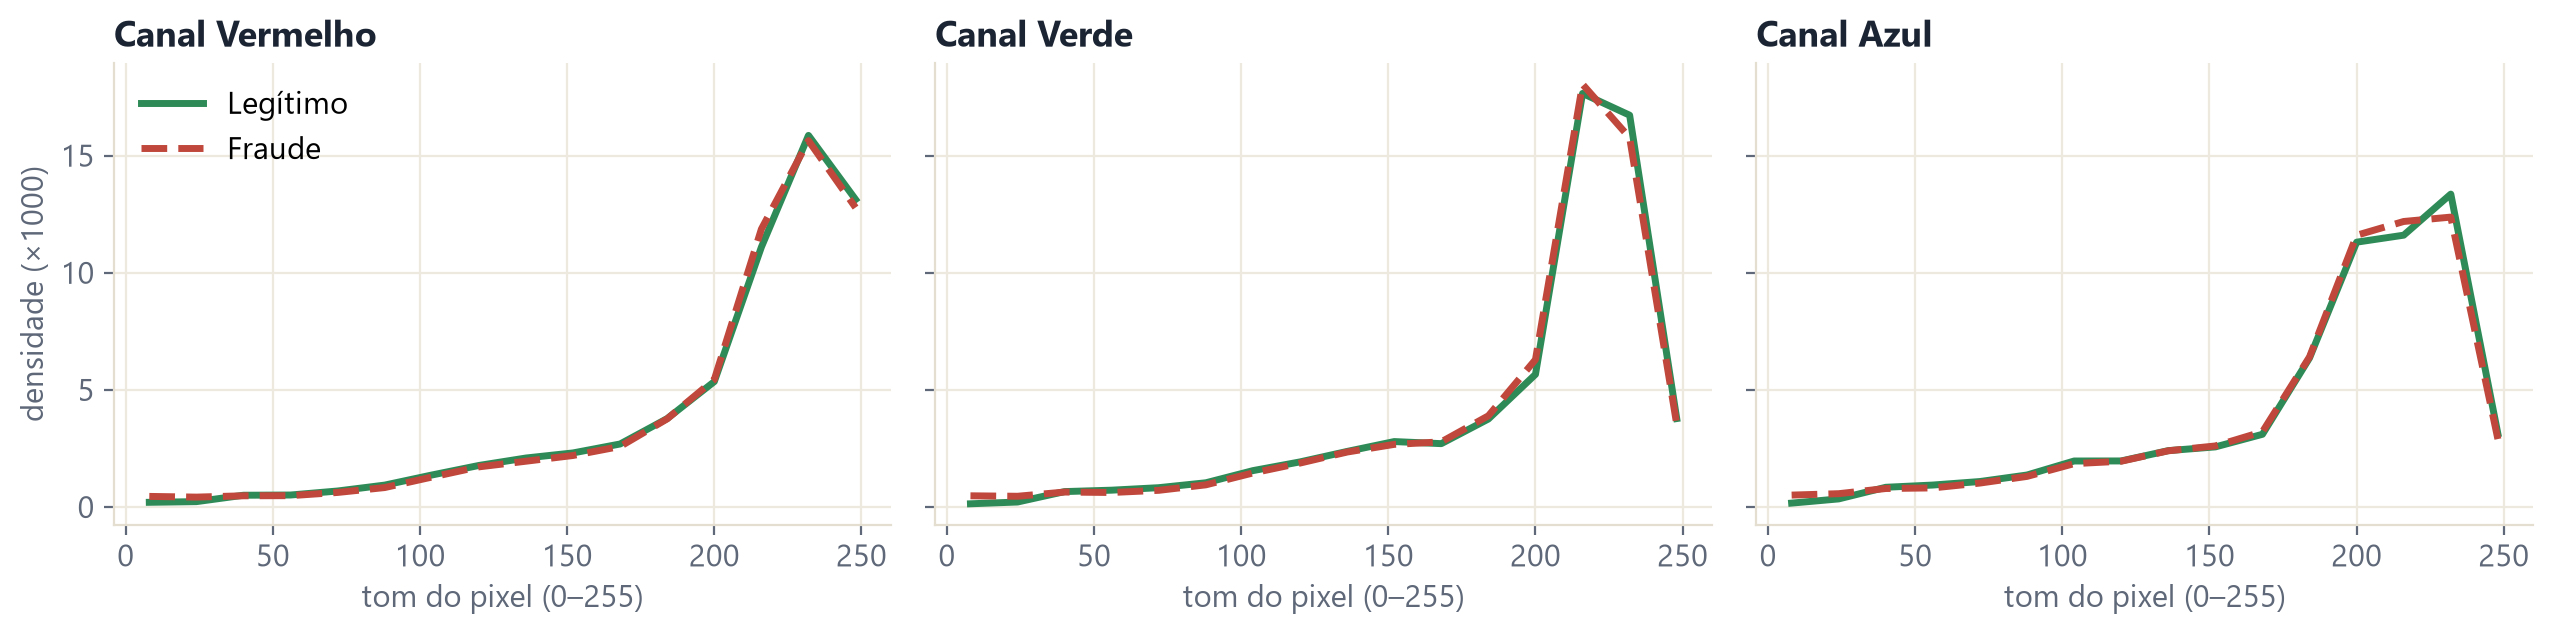 Canal Vermelho
Legítimo
Fraude
densidade (×1000)
15
10
5
0
0 50 100 150 200 250
tom do pixel (0–255)
Canal Verde
0 50 100 150 200 250
tom do pixel (0–255)
Canal Azul
0 50 100 150 200 250
tom do pixel (0–255)